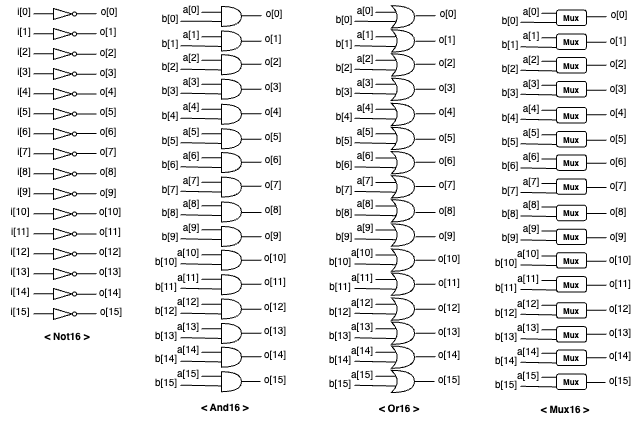 i[0] o[0]
i[1] o[1]
i[2] o[2]
i[3] o[3]
i[4] o[4]
i[5] o[5]
i[6] o[6]
i[7] o[7]
i[8] o[8]
i[9] o[9]
i[10] o[10]
i[11] o[11]
i[12] o[12]
i[13] o[13]
i[14] o[14]
i[15] o[15]
< Not16 >
a[0] o[0]
b[0]
a[1] o[1]
b[1]
a[2] o[2]
b[2]
a[3] o[3]
b[3]
a[4] o[4]
b[4]
a[5] o[5]
b[5]
a[6] o[6]
b[6]
a[7] o[7]
b[7]
a[8] o[8]
b[8]
a[9] o[9]
b[9]
a[10] o[10]
b[10]
a[11] o[11]
b[11]
a[12] o[12]
b[12]
a[13] o[13]
b[13]
a[14] o[14]
b[14]
a[15] o[15]
b[15]
< And16 >
a[0] o[0]
b[0]
a[1] o[1]
b[1]
a[2] o[2]
b[2]
a[3] o[3]
b[3]
a[4] o[4]
b[4]
a[5] o[5]
b[5]
a[6] o[6]
b[6]
a[7] o[7]
b[7]
a[8] o[8]
b[8]
a[9] o[9]
b[9]
a[10] o[10]
b[10]
a[11] o[11]
b[11]
a[12] o[12]
b[12]
a[13] o[13]
b[13]
a[14] o[14]
b[14]
a[15] o[15]
b[15]
< Or16 >
a[0] Mux o[0]
b[0]
a[1] Mux o[1]
b[1]
a[2] Mux o[2]
b[2]
a[3] Mux o[3]
b[3]
a[4] Mux o[4]
b[4]
a[5] Mux o[5]
b[5]
a[6] Mux o[6]
b[6]
a[7] Mux o[7]
b[7]
a[8] Mux o[8]
b[8]
a[9] Mux o[9]
b[9]
a[10] Mux o[10]
b[10]
a[11] Mux o[11]
b[11]
a[12] Mux o[12]
b[12]
a[13] Mux o[13]
b[13]
a[14] Mux o[14]
b[14]
a[15] Mux o[15]
b[15]
< Mux16 >